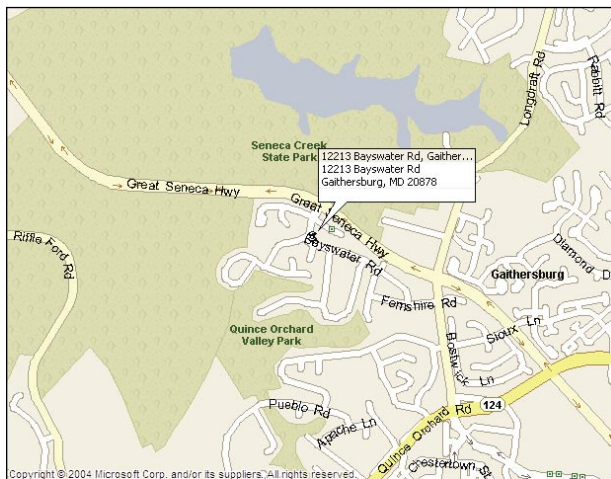 Longdraft Rd
Rabbitt Rd
Seneca Creek
State Park
12213 Bayswater Rd, Gaither...
12213 Bayswater Rd
Gaithersburg, MD 20878
Great Seneca Hwy
Great Seneca Hwy
Riffle Ford Rd
Bayswater Rd
Diamond D
Gaithersburg
Fernshire Rd
Quince Orchard
Valley Park
Sioux Ln
Bostwick Ln
Pueblo Rd
Apache Ln
Quince Orchard Rd
124
Chestertown St
Copyright © 2004 Microsoft Corp. and/or its suppliers. All rights reserved.